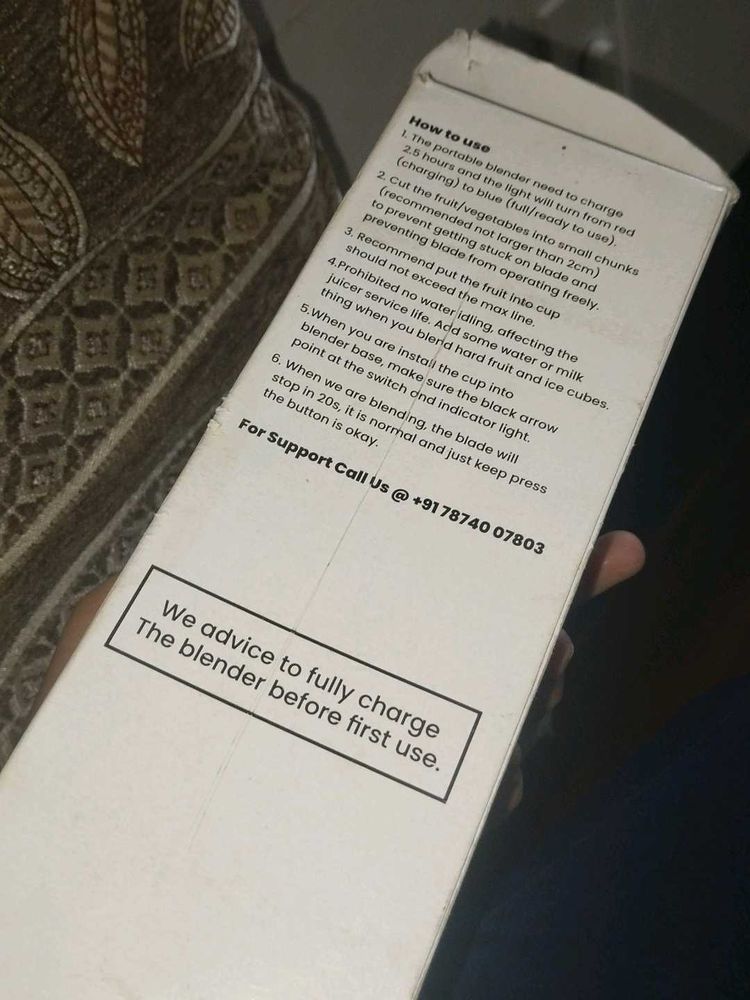 How to use
1. The portable blender need to charge
2.5 hours and the light will turn from red
(charging) to blue (full/ready to use).
2. Cut the fruit/vegetables into small chunks
(recommended not larger than 2cm)
to prevent getting stuck on blade and
preventing blade from operating freely.
3. Recommend put the fruit into cup
should not exceed the max line.
4.Prohibited no water idling, affecting the
juicer service life. Add some water or milk
thing when you blend hard fruit and ice cubes.
5.When you are install the cup into
blender base, make sure the black arrow
point at the switch and indicator light.
6. When we are blending, the blade will
stop in 20s, it is normal and just keep press
the button is okay.
For Support Call Us @ +91 78740 07803
We advice to fully charge
The blender before first use.